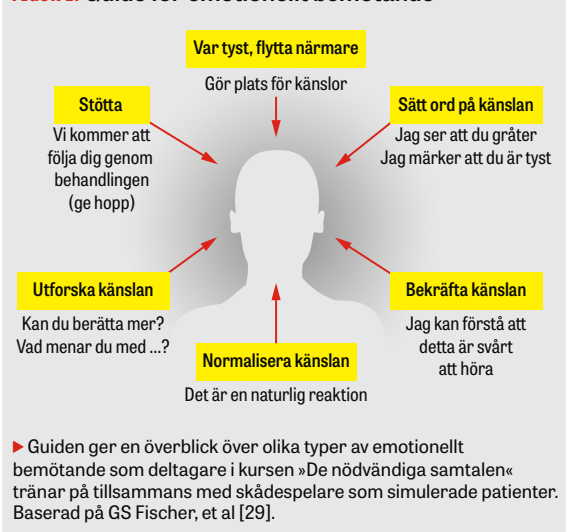 Guide för emotionellt bemötande
Var tyst, flytta närmare
Gör plats för känslor
Stötta
Vi kommer att
följa dig genom
behandlingen
(ge hopp)
Sätt ord på känslan
Jag ser att du gråter
Jag märker att du är tyst
Utforska känslan
Kan du berätta mer?
Vad menar du med ...?
Bekräfta känslan
Jag kan förstå att
detta är svårt
att höra
Normalisera känslan
Det är en naturlig reaktion
▶ Guiden ger en överblick över olika typer av emotionellt
bemötande som deltagare i kursen »De nödvändiga samtalen«
tränar på tillsammans med skådespelare som simulerade patienter.
Baserad på GS Fischer, et al [29].